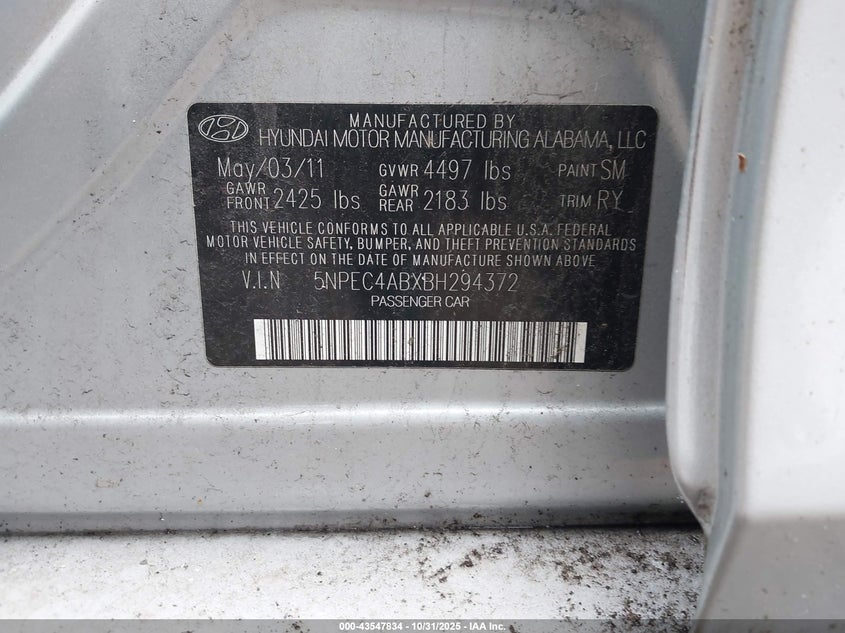 MANUFACTURED BY
HYUNDAI MOTOR MANUFACTURING ALABAMA, LLC
May/03/11 GVWR 4497 lbs PAINT SM
GAWR FRONT 2425 lbs GAWR REAR 2183 lbs TRIM RY
THIS VEHICLE CONFORMS TO ALL APPLICABLE U.S.A. FEDERAL
MOTOR VEHICLE SAFETY, BUMPER, AND THEFT PREVENTION STANDARDS
IN EFFECT ON THE DATE OF MANUFACTURE SHOWN ABOVE
V.I.N 5NPEC4ABXBH294372
PASSENGER CAR
000-43547834 - 10/31/2025 - IAA Inc.